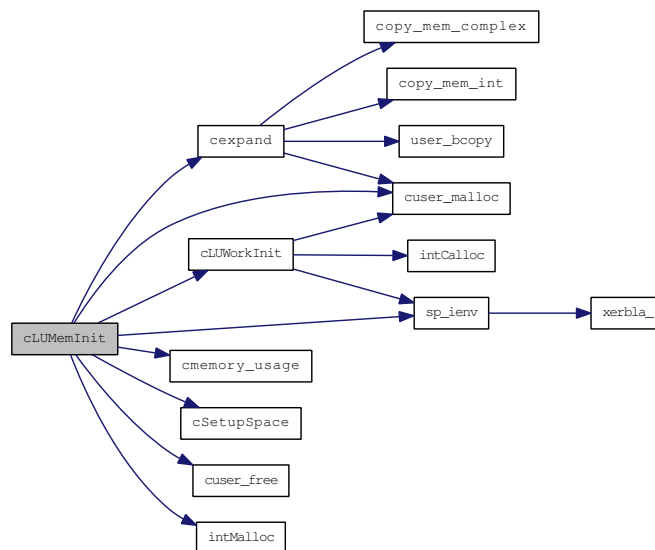 copy_mem_complex
copy_mem_int
cexpand
user_bcopy
cuser_malloc
cLUWorkInit
intCalloc
sp_ienv
xerbla_
cLUMemInit
cmemory_usage
cSetupSpace
cuser_free
intMalloc